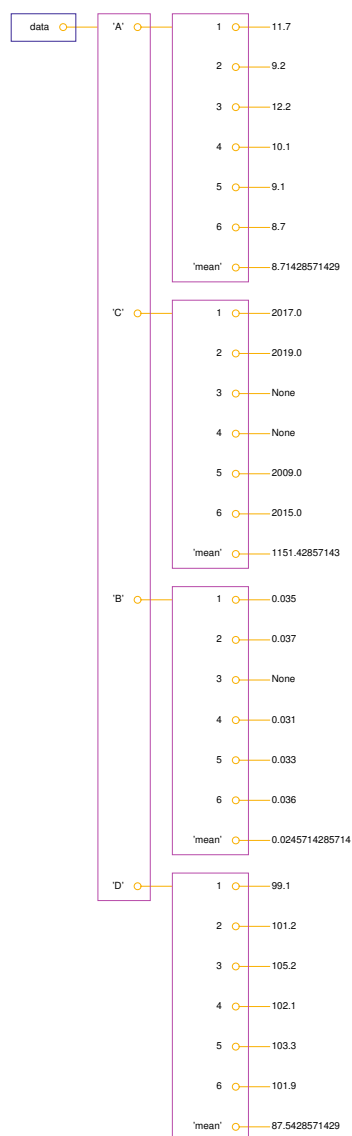 data 'A' 1 11.7
2 9.2
3 12.2
4 10.1
5 9.1
6 8.7
'mean' 8.71428571429
'C' 1 2017.0
2 2019.0
3 None
4 None
5 2009.0
6 2015.0
'mean' 1151.42857143
'B' 1 0.035
2 0.037
3 None
4 0.031
5 0.033
6 0.036
'mean' 0.0245714285714
'D' 1 99.1
2 101.2
3 105.2
4 102.1
5 103.3
6 101.9
'mean' 87.5428571429